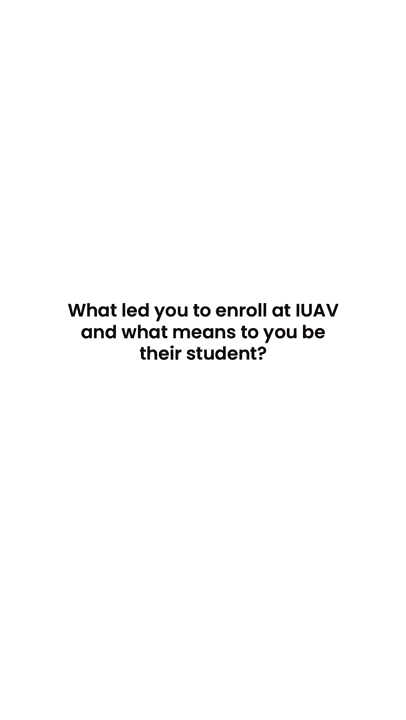 What led you to enroll at IUAV
and what means to you be
their student?